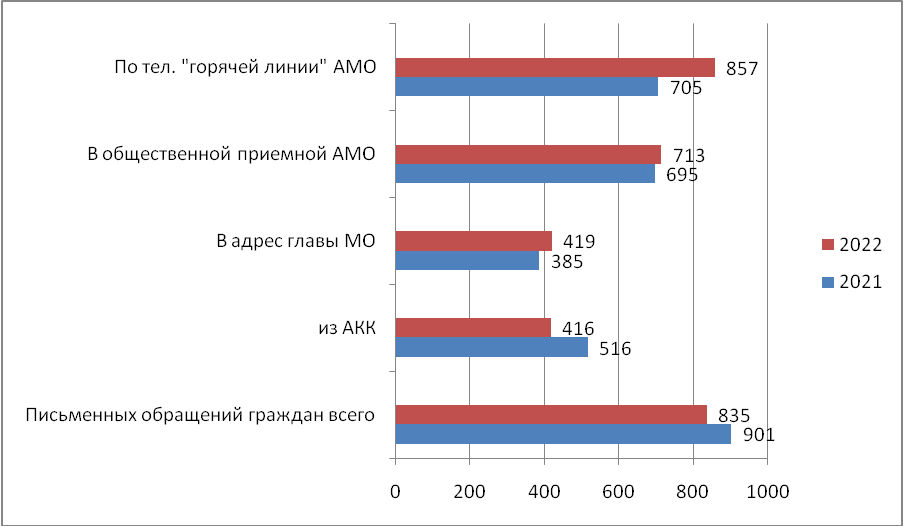 По тел. "горячей линии" АМО
857
705
В общественной приемной АМО
713
695
В адрес главы МО
419
385
из АКК
416
516
Письменных обращений граждан всего
835
901
0 200 400 600 800 1000
2022
2021